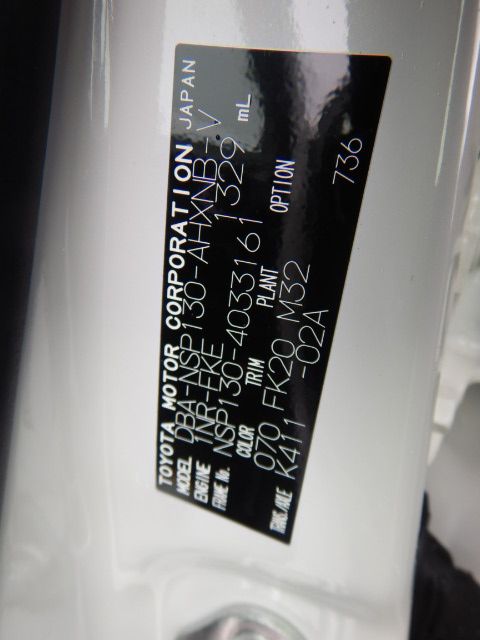 TOYOTA MOTOR CORPORATION JAPAN
MODEL DBA-NSP130-AHXNB-V
ENGINE 1NR-FKE 1329 mL
FRAME No. NSP130-4033161
COLOR TRIM PLANT OPTION
070 FK20 M32 736
TRANS./AXLE K411 -02A